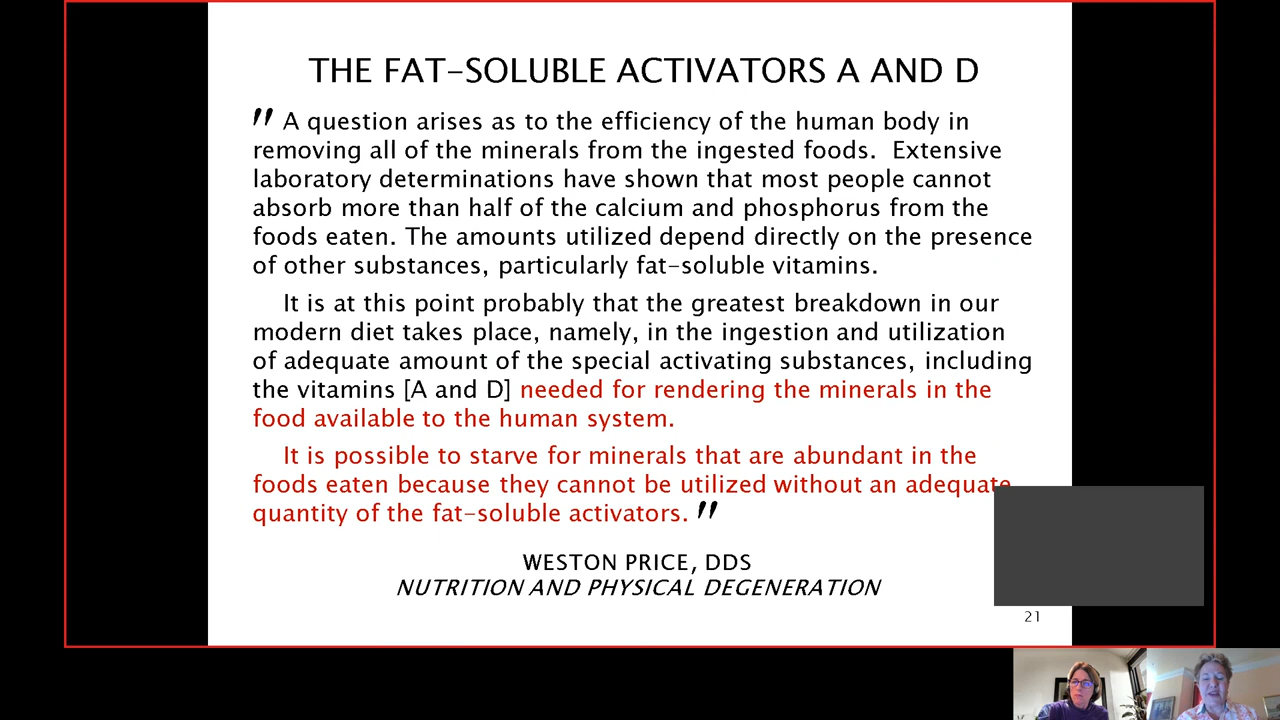 THE FAT-SOLUBLE ACTIVATORS A AND D
" A question arises as to the efficiency of the human body in
removing all of the minerals from the ingested foods. Extensive
laboratory determinations have shown that most people cannot
absorb more than half of the calcium and phosphorus from the
foods eaten. The amounts utilized depend directly on the presence
of other substances, particularly fat-soluble vitamins.
It is at this point probably that the greatest breakdown in our
modern diet takes place, namely, in the ingestion and utilization
of adequate amount of the special activating substances, including
the vitamins [A and D] needed for rendering the minerals in the
food available to the human system.
It is possible to starve for minerals that are abundant in the
foods eaten because they cannot be utilized without an adequate
quantity of the fat-soluble activators. "
WESTON PRICE, DDS
NUTRITION AND PHYSICAL DEGENERATION
21